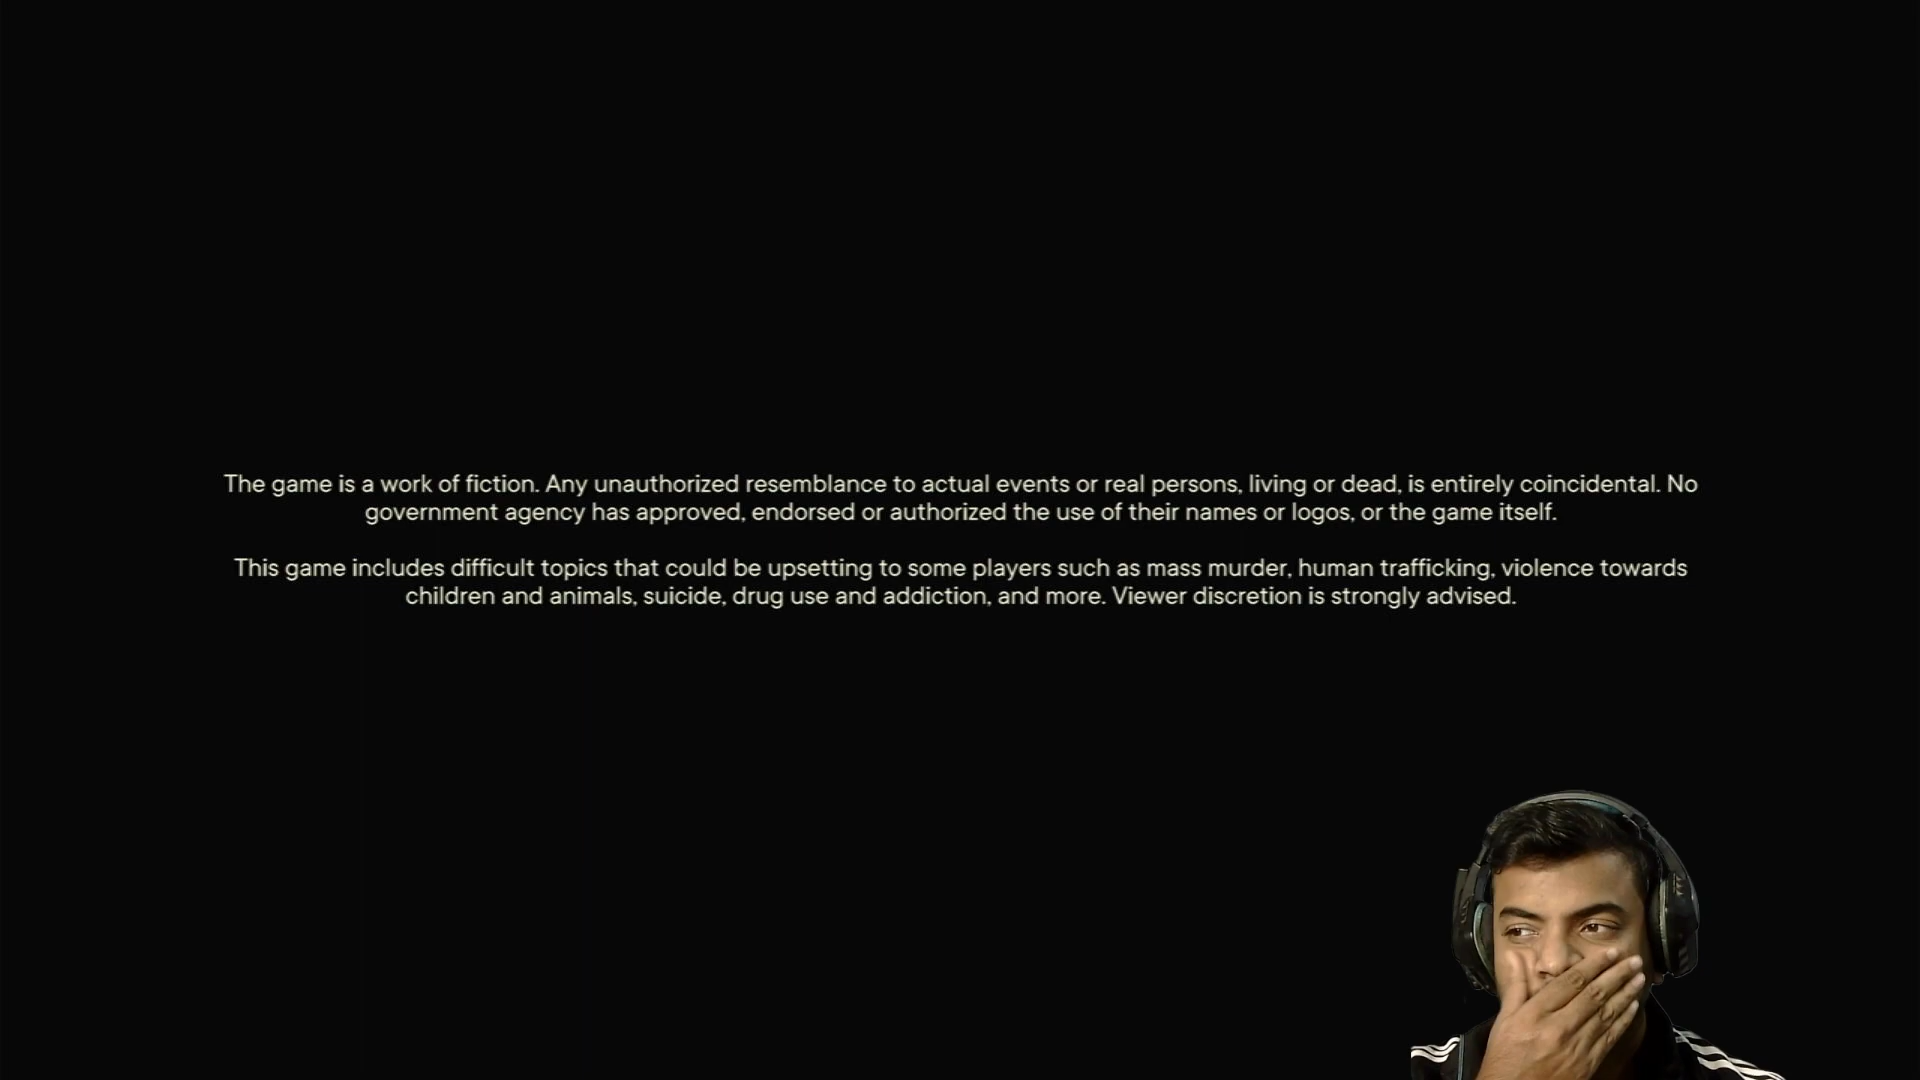 The game is a work of fiction. Any unauthorized resemblance to actual events or real persons, living or dead, is entirely coincidental. No
government agency has approved, endorsed or authorized the use of their names or logos, or the game itself.
This game includes difficult topics that could be upsetting to some players such as mass murder, human trafficking, violence towards
children and animals, suicide, drug use and addiction, and more. Viewer discretion is strongly advised.